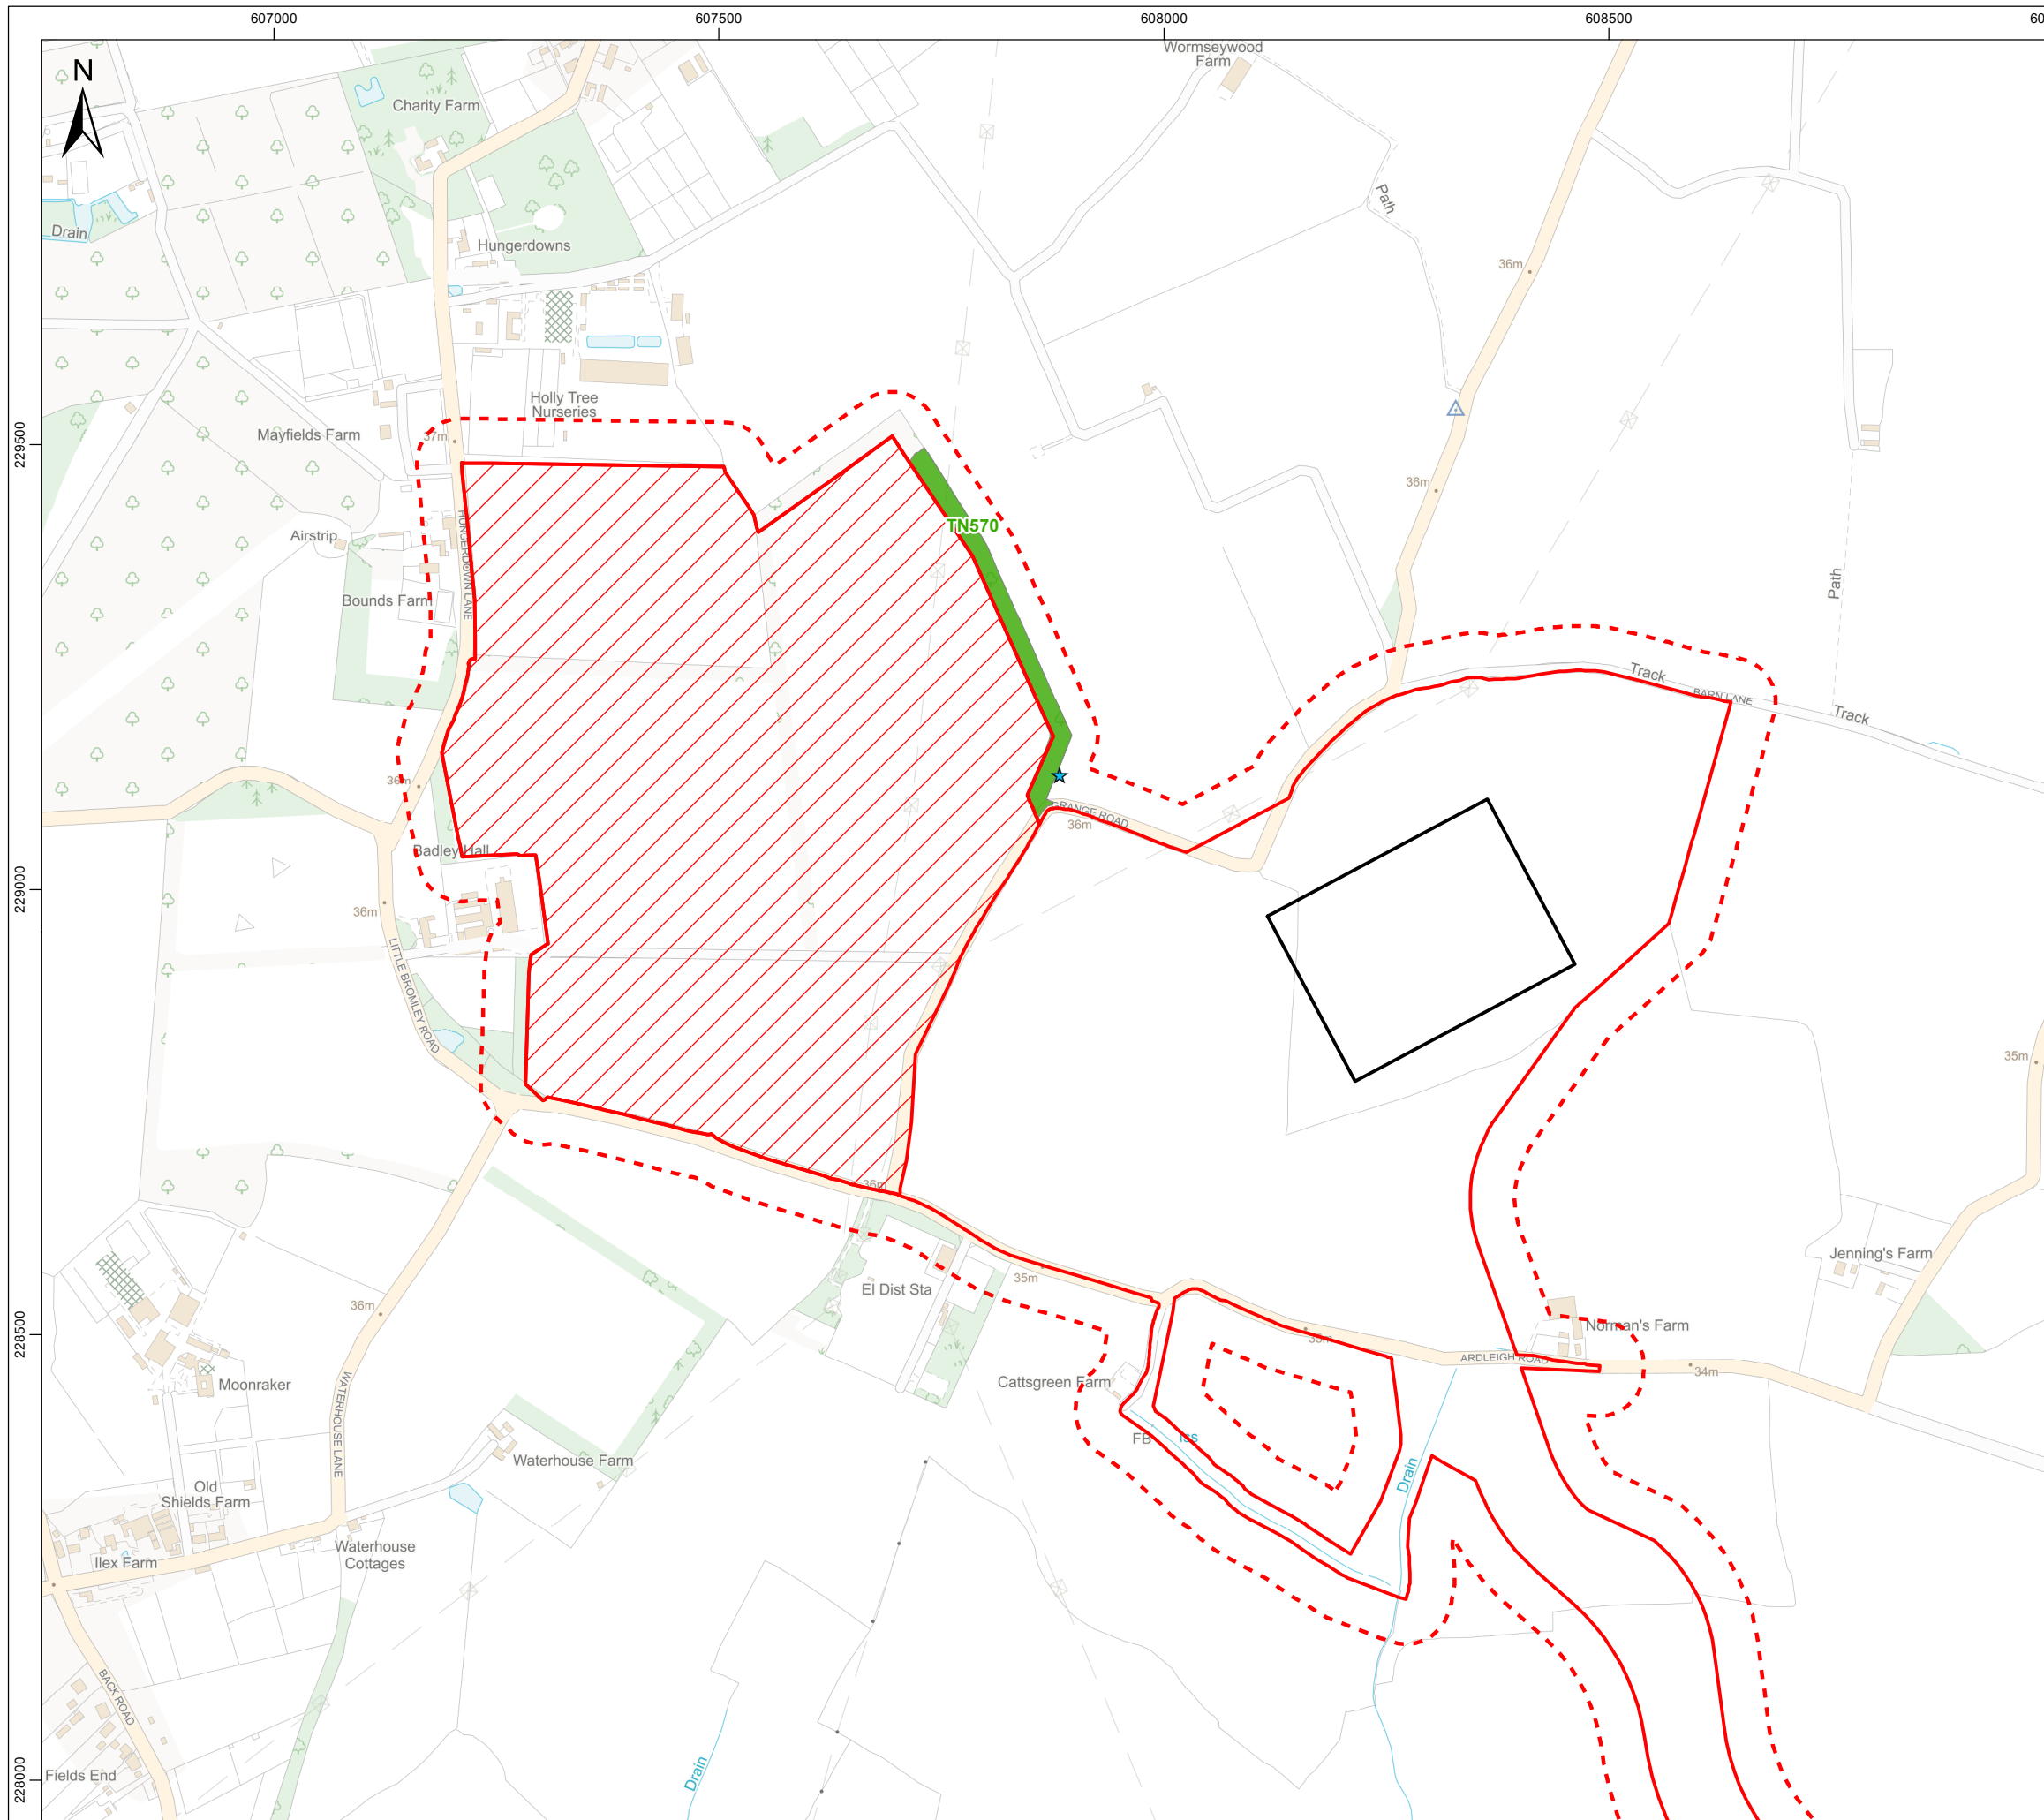 607000
607500
608000
608500
60
N
Wormseywood
Farm
Charity Farm
Path
Drain
Hungerdowns
36m
Holly Tree
Nurseries
Mayfields Farm
37m
229500
36m
TN570
Airstrip
HUNGERDOWN LANE
Bounds Farm
Path
Track
BARN LANE
Track
36m
GRANGE ROAD
36m
Badley Hall
229000
36m
LITTLE BROMLEY ROAD
35m
36m
Jenning's Farm
35m
El Dist Sta
36m
Norman's Farm
35m
228500
ARDLEIGH ROAD
34m
Moonraker
Cattsgreen Farm
WATERHOUSE LANE
FB
Iss
Waterhouse Farm
Drain
Old
Shields Farm
Waterhouse
Cottages
Ilex Farm
BACK ROAD
Drain
228000
Fields End